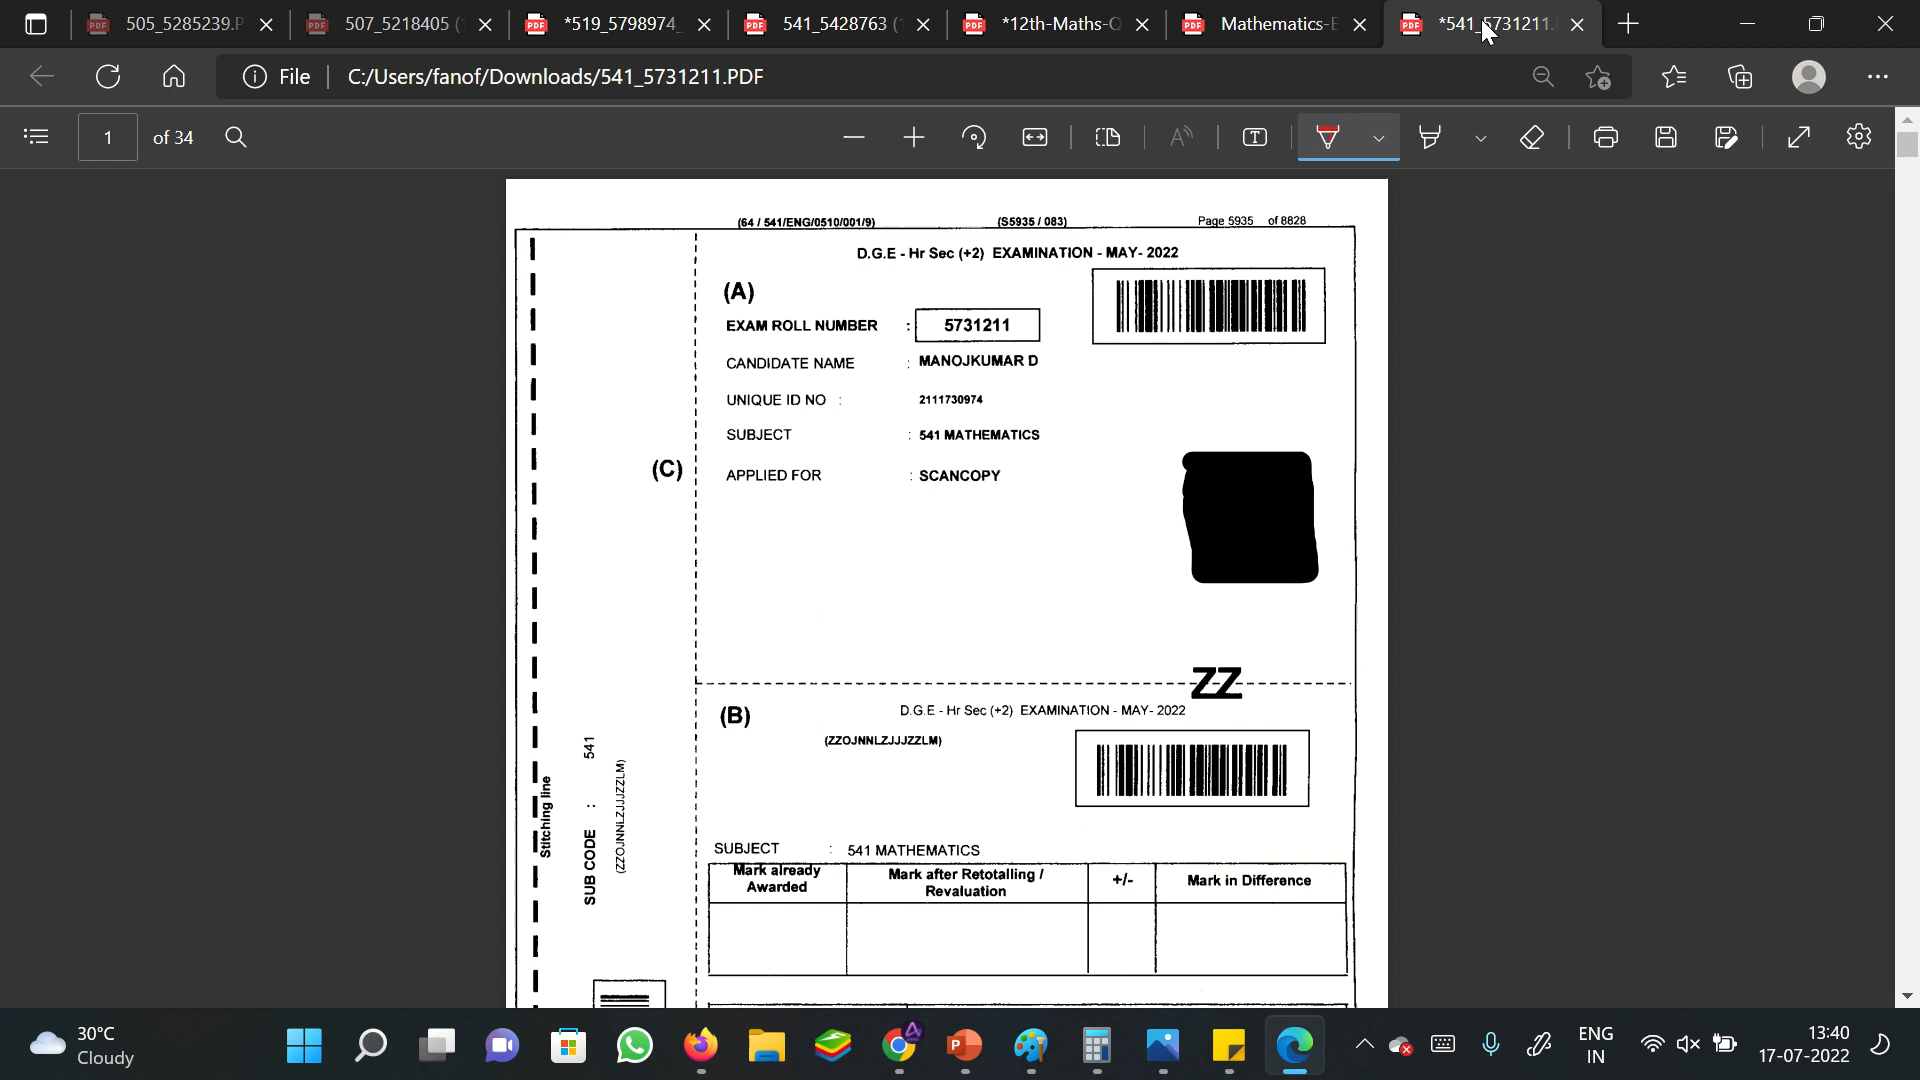 505_5285239.P
507_5218405 (
*519_5798974_
541_5428763 (
*12th-Maths-Q
Mathematics-E
*541_5731211.
File
C:/Users/fanof/Downloads/541_5731211.PDF
1
of 34
(64 / 541/ENG/0510/001/9)
(S5935 / 083)
Page 5935 of 8828
D.G.E - Hr Sec (+2) EXAMINATION - MAY- 2022
(A)
EXAM ROLL NUMBER : 5731211
CANDIDATE NAME : MANOJKUMAR D
UNIQUE ID NO : 2111730974
SUBJECT : 541 MATHEMATICS
(C)
APPLIED FOR : SCANCOPY
ZZ
(B)
D.G.E - Hr Sec (+2) EXAMINATION - MAY- 2022
(ZZOJNNLZJJJZZLM)
Stitching line
SUB CODE : 541
(ZZOJNNLZJJJZZLM)
SUBJECT : 541 MATHEMATICS
Mark already
Awarded
Mark after Retotalling /
Revaluation
+/-
Mark in Difference
30°C
Cloudy
ENG
IN
13:40
17-07-2022